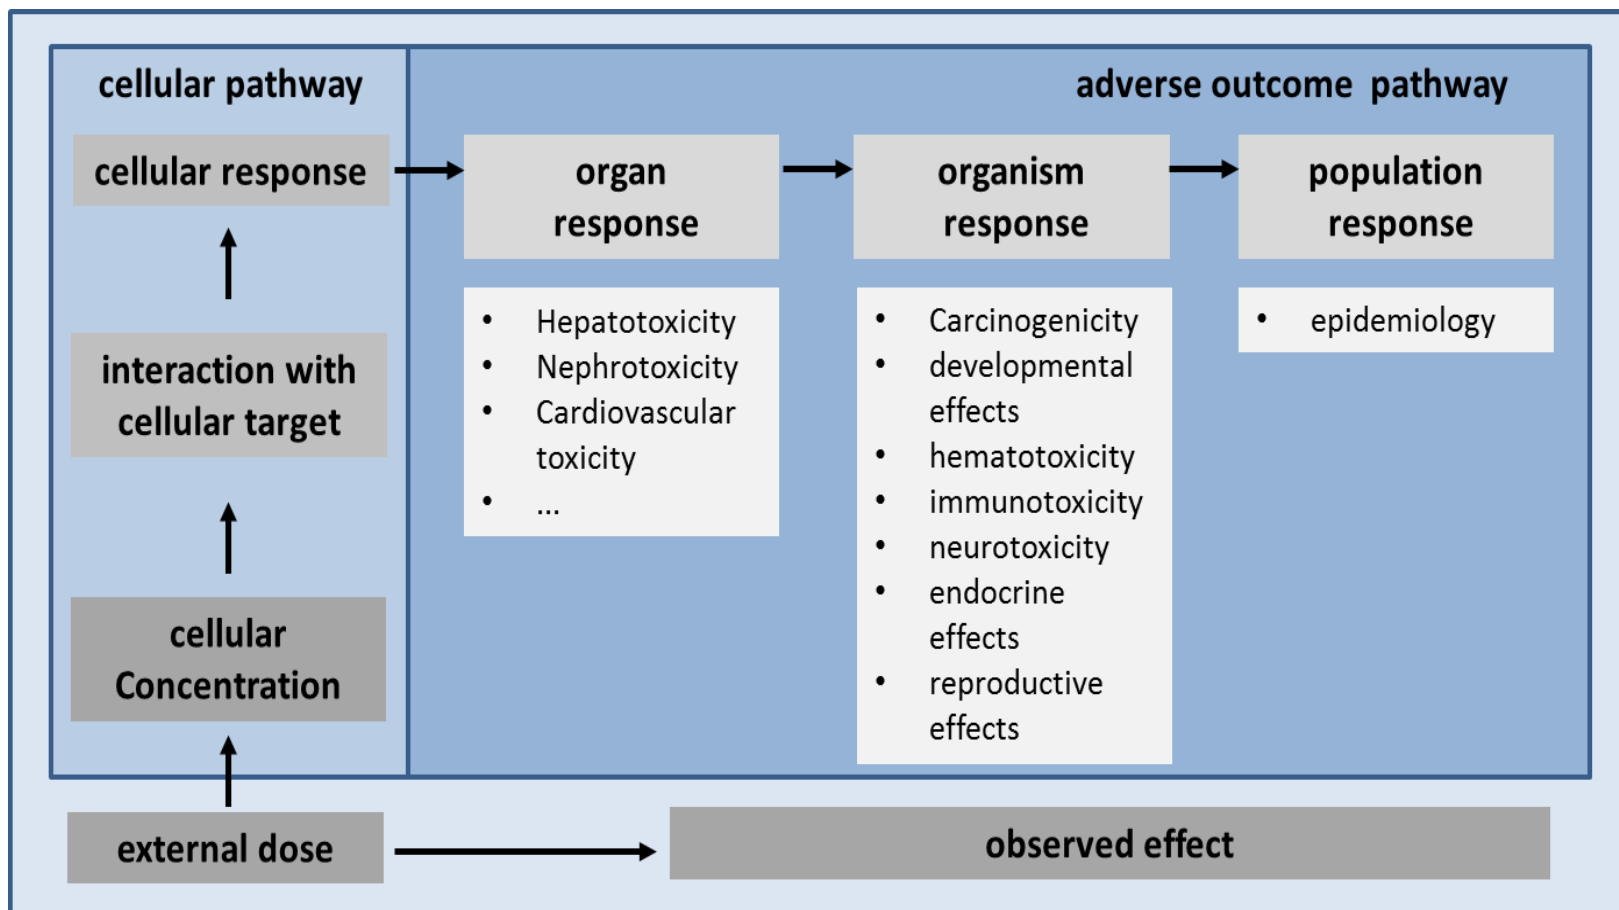 cellular pathway
adverse outcome pathway
cellular response
organ
response
organism
response
population
response
• Hepatotoxicity
• Nephrotoxicity
• Cardiovascular
toxicity
• ...
• Carcinogenicity
• developmental
effects
• hematotoxicity
• immunotoxicity
• neurotoxicity
• endocrine
effects
• reproductive
effects
• epidemiology
interaction with
cellular target
cellular
Concentration
external dose
observed effect